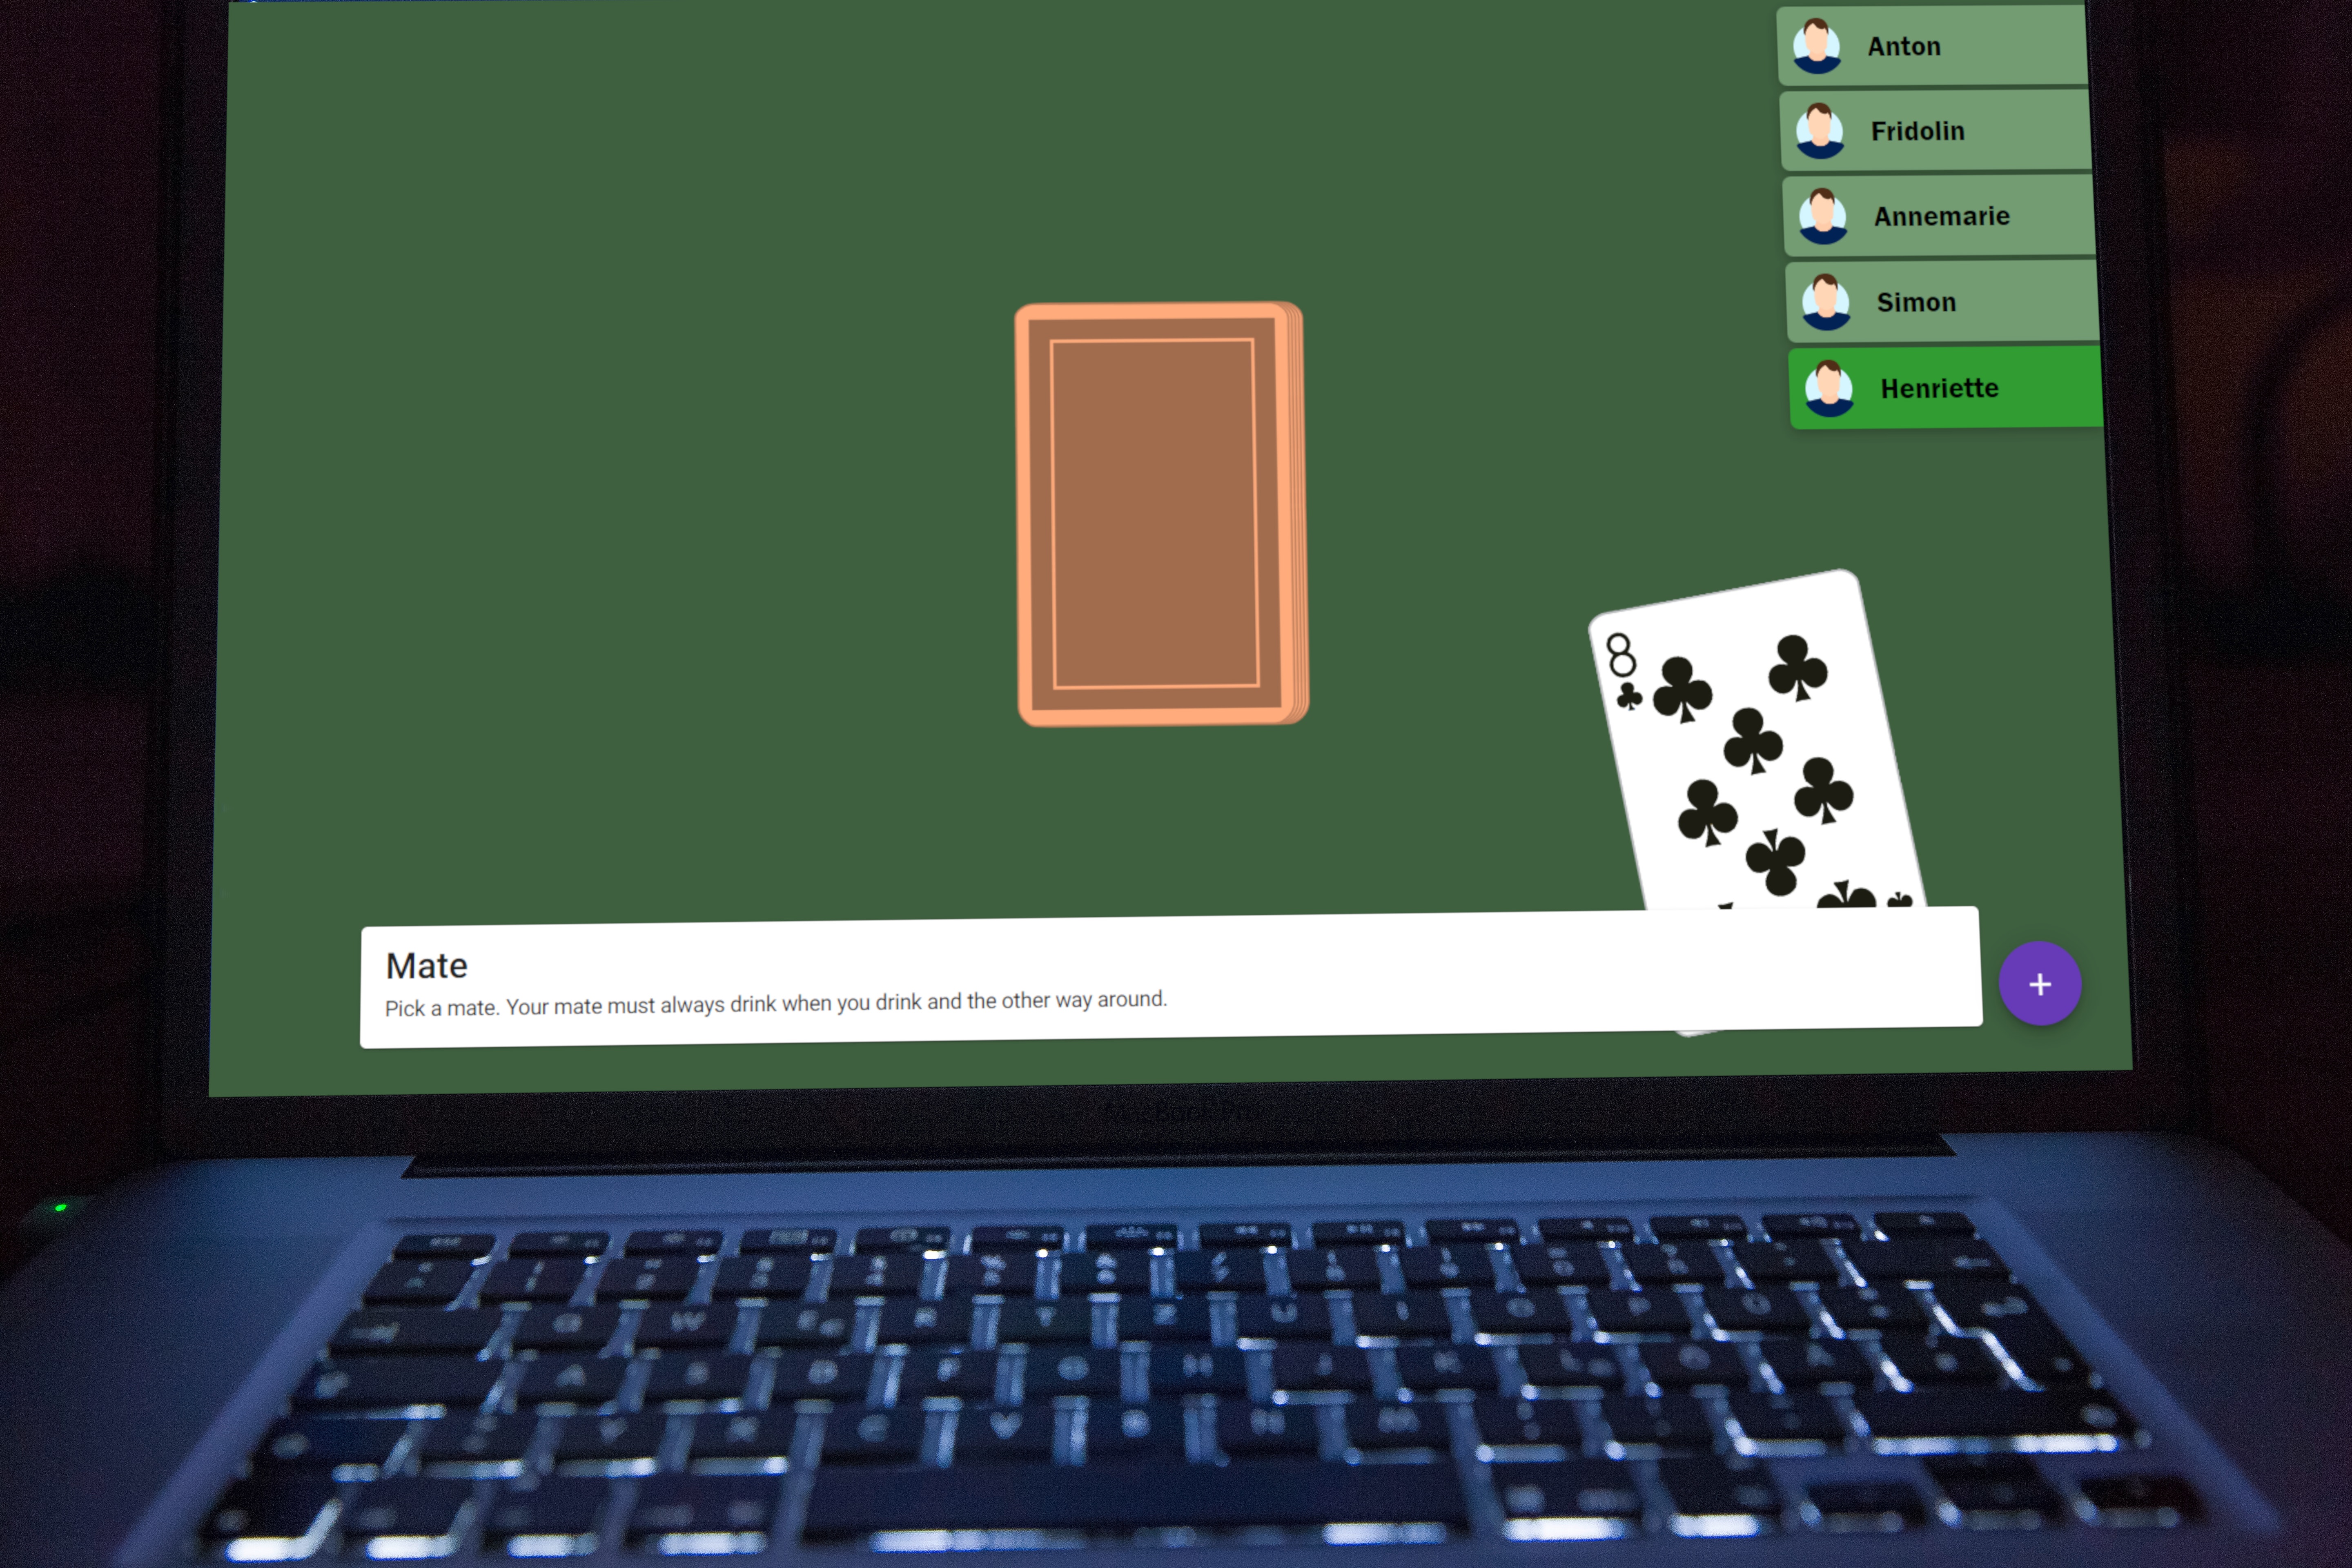 Anton
Fridolin
Annemarie
Simon
Henriette
8
Mate
Pick a mate. Your mate must always drink when you drink and the other way around.
+
MacBook Pro
Q W E R T Z U I O P
A S D F G H J K L
Y X C V B N M